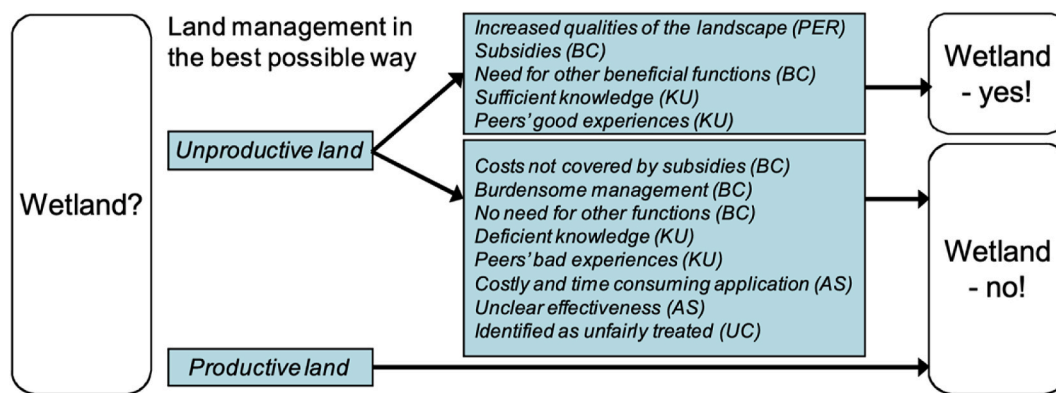 Wetland?
Land management in
the best possible way
Unproductive land
Productive land
Increased qualities of the landscape (PER)
Subsidies (BC)
Need for other beneficial functions (BC)
Sufficient knowledge (KU)
Peers' good experiences (KU)
Costs not covered by subsidies (BC)
Burdensome management (BC)
No need for other functions (BC)
Deficient knowledge (KU)
Peers' bad experiences (KU)
Costly and time consuming application (AS)
Unclear effectiveness (AS)
Identified as unfairly treated (UC)
Wetland
- yes!
Wetland
- no!